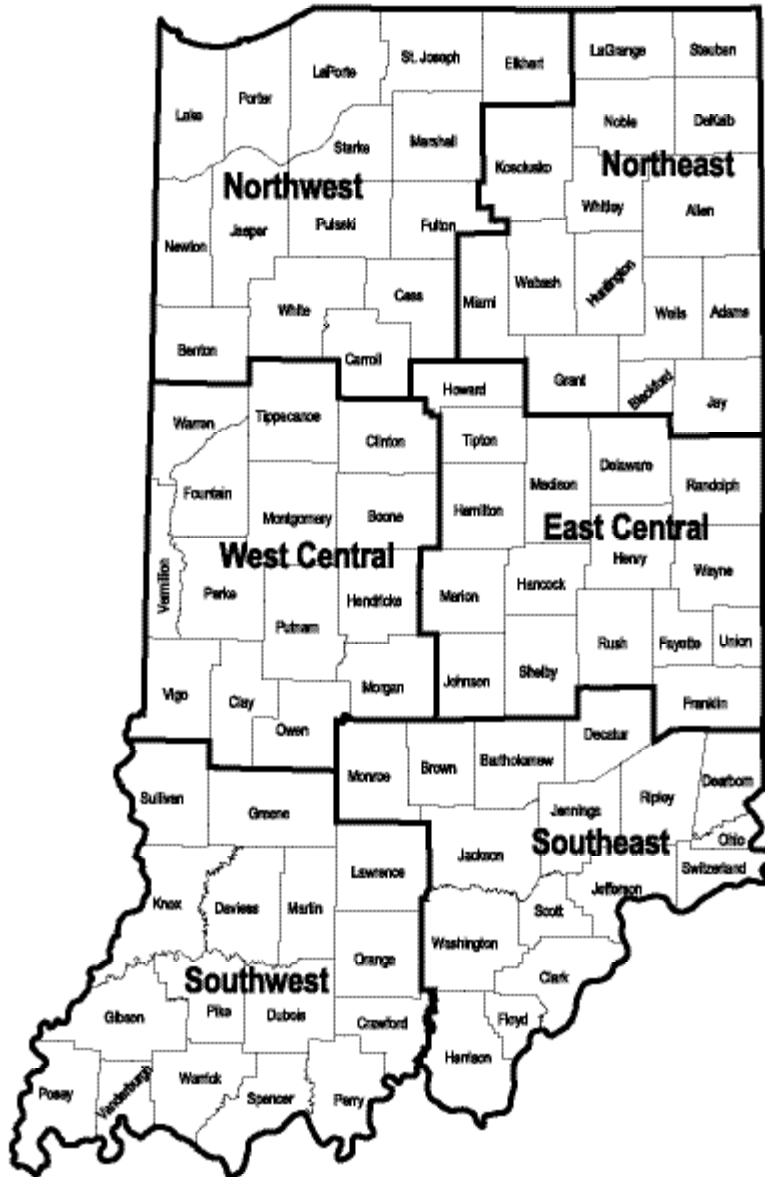 St. Joseph
LaGrange
Steuben
LaPorte
Elkhart
Porter
Lake
Noble
DeKalb
Starke
Marshall
Northeast
Kosciusko
Northwest
Whitley
Allen
Jasper
Pulaski
Fulton
Newton
Wabash
Huntington
Cass
Miami
White
Wells
Adams
Benton
Carroll
Grant
Blackford
Howard
Jay
Tippecanoe
Warren
Clinton
Tipton
Delaware
Madison
Randolph
Fountain
Hamilton
Montgomery
Boone
East Central
West Central
Henry
Wayne
Vermillion
Parke
Hendricks
Marion
Hancock
Putnam
Rush
Fayette
Union
Shelby
Vigo
Clay
Morgan
Johnson
Franklin
Owen
Decatur
Monroe
Brown
Bartholomew
Dearborn
Sullivan
Ripley
Greene
Jennings
Ohio
Southeast
Jackson
Switzerland
Lawrence
Jefferson
Knox
Daviess
Martin
Scott
Washington
Orange
Southwest
Clark
Gibson
Pike
Dubois
Crawford
Floyd
Harrison
Posey
Vanderburgh
Warrick
Spencer
Perry